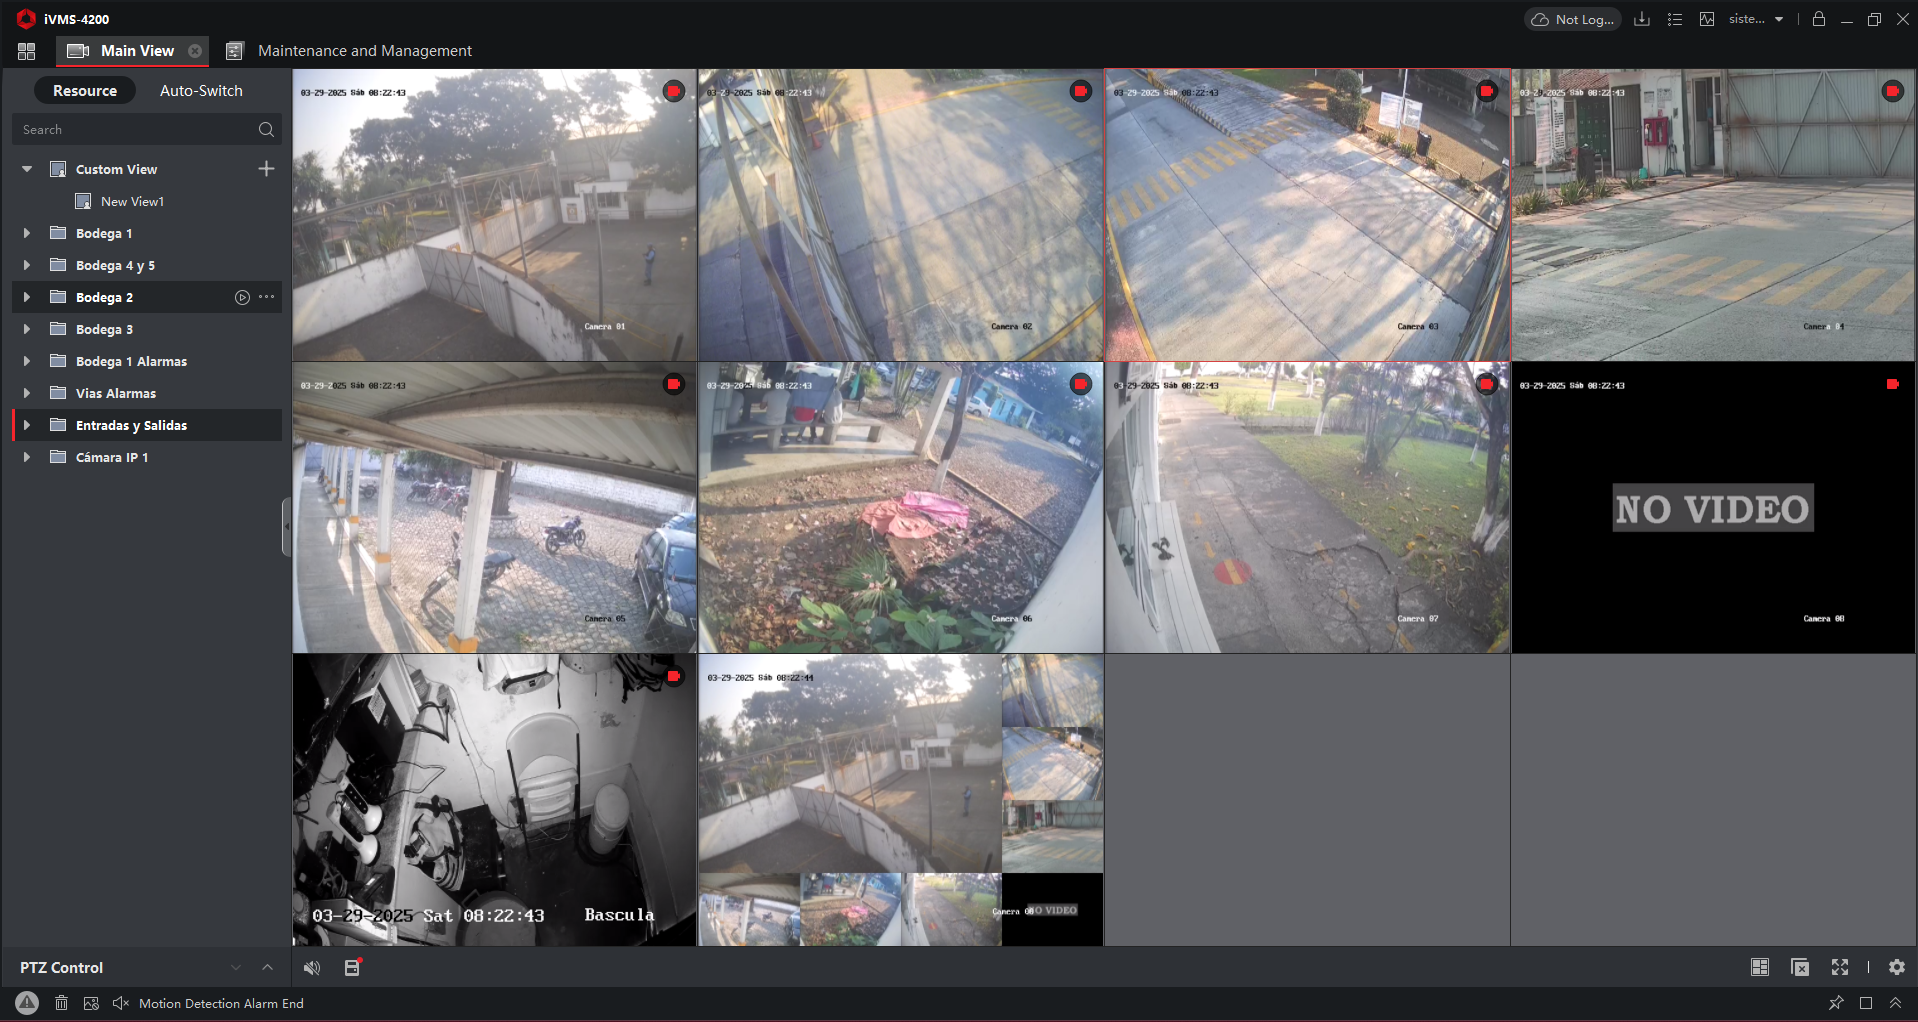 iVMS-4200
Not Log...
siste...
Main View
Maintenance and Management
Resource
Auto-Switch
Search
Custom View
New View1
Bodega 1
Bodega 4 y 5
Bodega 2
Bodega 3
Bodega 1 Alarmas
Vias Alarmas
Entradas y Salidas
Cámara IP 1
03-29-2025 Sáb 08:22:43
Camera 01
03-29-2025 Sáb 08:22:43
Camera 02
03-29-2025 Sáb 08:22:43
Camera 03
03-29-2025 Sáb 08:22:43
Camera 04
03-29-2025 Sáb 08:22:43
Camera 05
03-29-2025 Sáb 08:22:43
Camera 06
03-29-2025 Sáb 08:22:43
Camera 07
03-29-2025 Sáb 08:22:43
NO VIDEO
Camera 08
03-29-2025 Sat 08:22:43
Bascula
03-29-2025 Sáb 08:22:44
Camera 08
NO VIDEO
PTZ Control
Motion Detection Alarm End